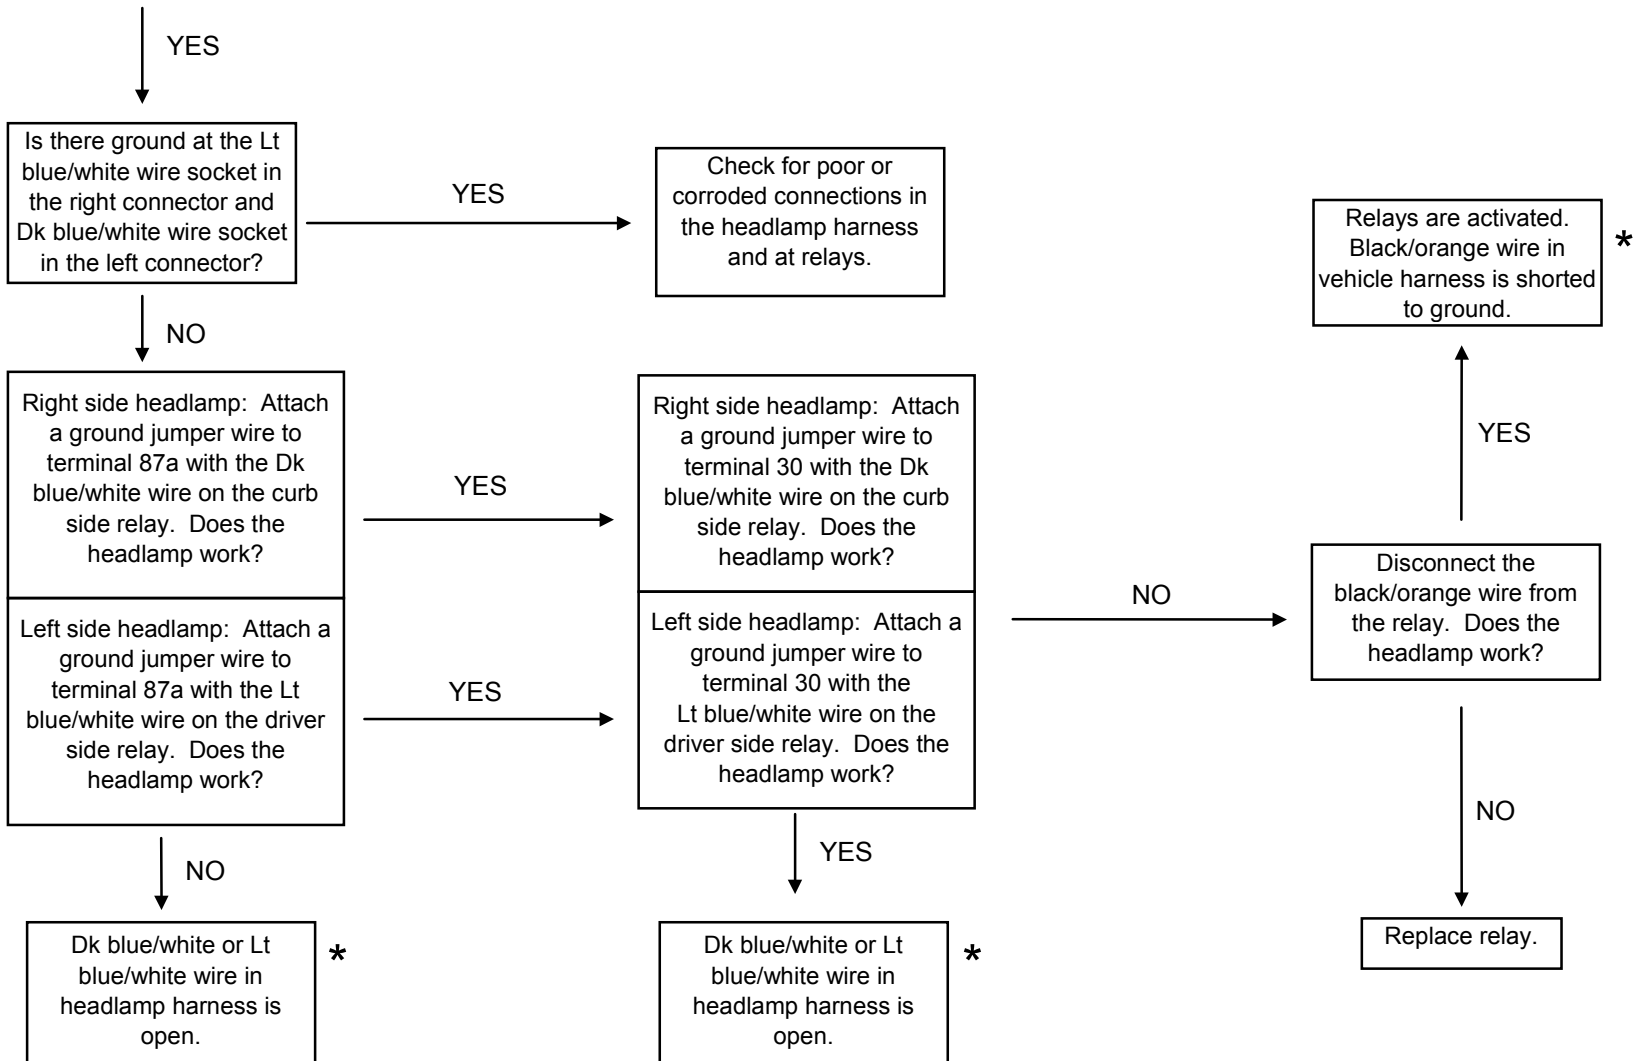 YES
Is there ground at the Lt
blue/white wire socket in
the right connector and
Dk blue/white wire socket
in the left connector?
YES
Check for poor or
corroded connections in
the headlamp harness
and at relays.
Relays are activated.
Black/orange wire in
vehicle harness is shorted
to ground.
*
NO
Right side headlamp: Attach
a ground jumper wire to
terminal 87a with the Dk
blue/white wire on the curb
side relay. Does the
headlamp work?
YES
Right side headlamp: Attach
a ground jumper wire to
terminal 30 with the Dk
blue/white wire on the curb
side relay. Does the
headlamp work?
YES
Left side headlamp: Attach a
ground jumper wire to
terminal 87a with the Lt
blue/white wire on the driver
side relay. Does the
headlamp work?
YES
Left side headlamp: Attach a
ground jumper wire to
terminal 30 with the
Lt blue/white wire on the
driver side relay. Does the
headlamp work?
NO
Disconnect the
black/orange wire from
the relay. Does the
headlamp work?
NO
YES
NO
Dk blue/white or Lt
blue/white wire in
headlamp harness is
open.
*
Dk blue/white or Lt
blue/white wire in
headlamp harness is
open.
*
Replace relay.